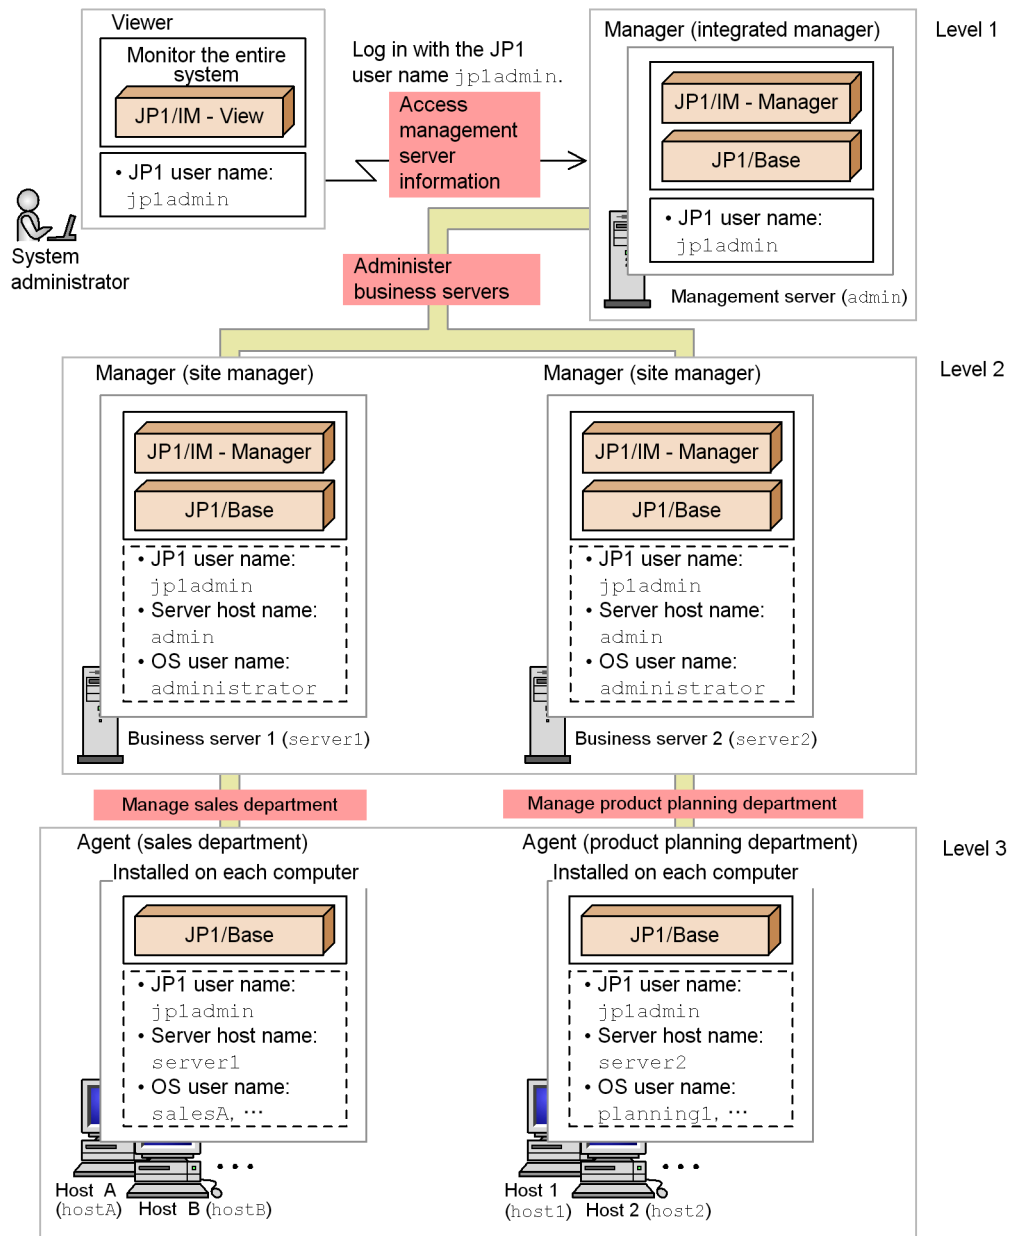 Viewer
Monitor the entire
system
JP1/IM - View
• JP1 user name:
jp1admin
System
administrator
Log in with the JP1
user name jp1admin.
Access
management
server
information
Manager (integrated manager)
Level 1
JP1/IM - Manager
JP1/Base
• JP1 user name:
jp1admin
Management server (admin)
Administer
business servers
Level 2
Manager (site manager)
JP1/IM - Manager
JP1/Base
• JP1 user name:
jp1admin
• Server host name:
admin
• OS user name:
administrator
Business server 1 (server1)
Manager (site manager)
JP1/IM - Manager
JP1/Base
• JP1 user name:
jp1admin
• Server host name:
admin
• OS user name:
administrator
Business server 2 (server2)
Manage sales department
Manage product planning department
Level 3
Agent (sales department)
Installed on each computer
JP1/Base
• JP1 user name:
jp1admin
• Server host name:
server1
• OS user name:
salesA, ...
Host A
(hostA)
Host B (hostB)
• • •
Agent (product planning department)
Installed on each computer
JP1/Base
• JP1 user name:
jp1admin
• Server host name:
server2
• OS user name:
planning1, ...
Host 1
(host1)
Host 2 (host2)
• • •